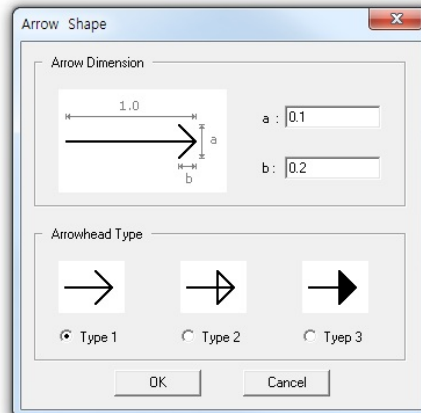 Arrow Shape
Arrow Dimension
1.0
a
b
a : 0.1
b : 0.2
Arrowhead Type
Type 1 Type 2 Tyep 3
OK Cancel